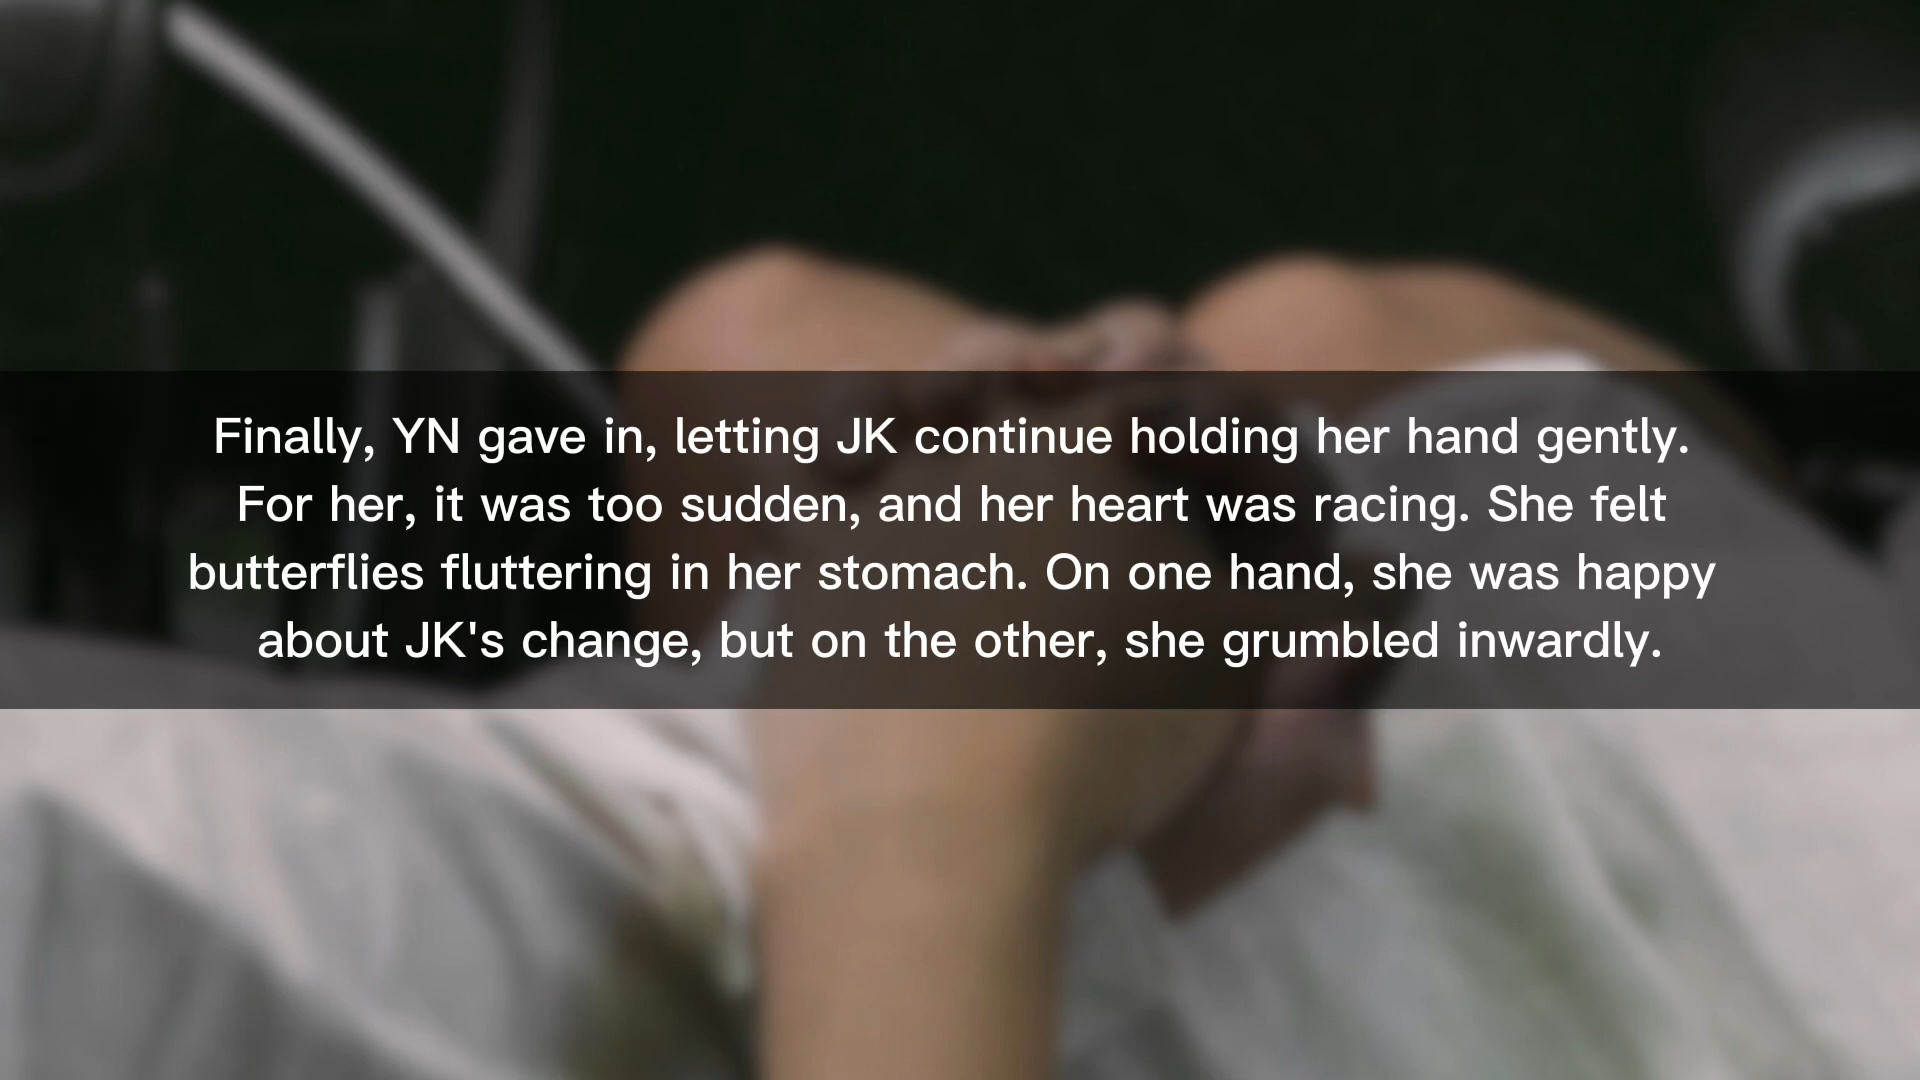 Finally, YN gave in, letting JK continue holding her hand gently.
For her, it was too sudden, and her heart was racing. She felt
butterflies fluttering in her stomach. On one hand, she was happy
about JK's change, but on the other, she grumbled inwardly.